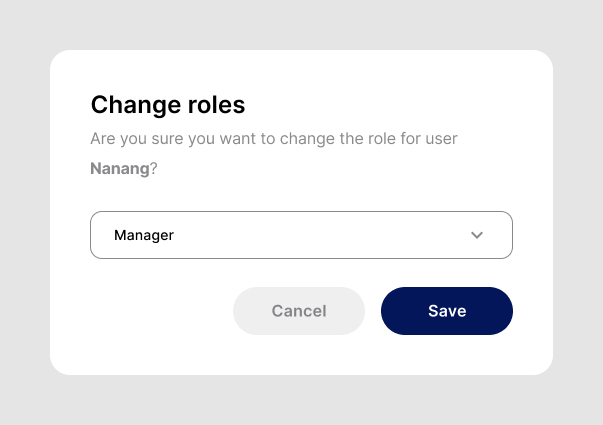 Change roles
Are you sure you want to change the role for user
Nanang?
Manager
Cancel
Save